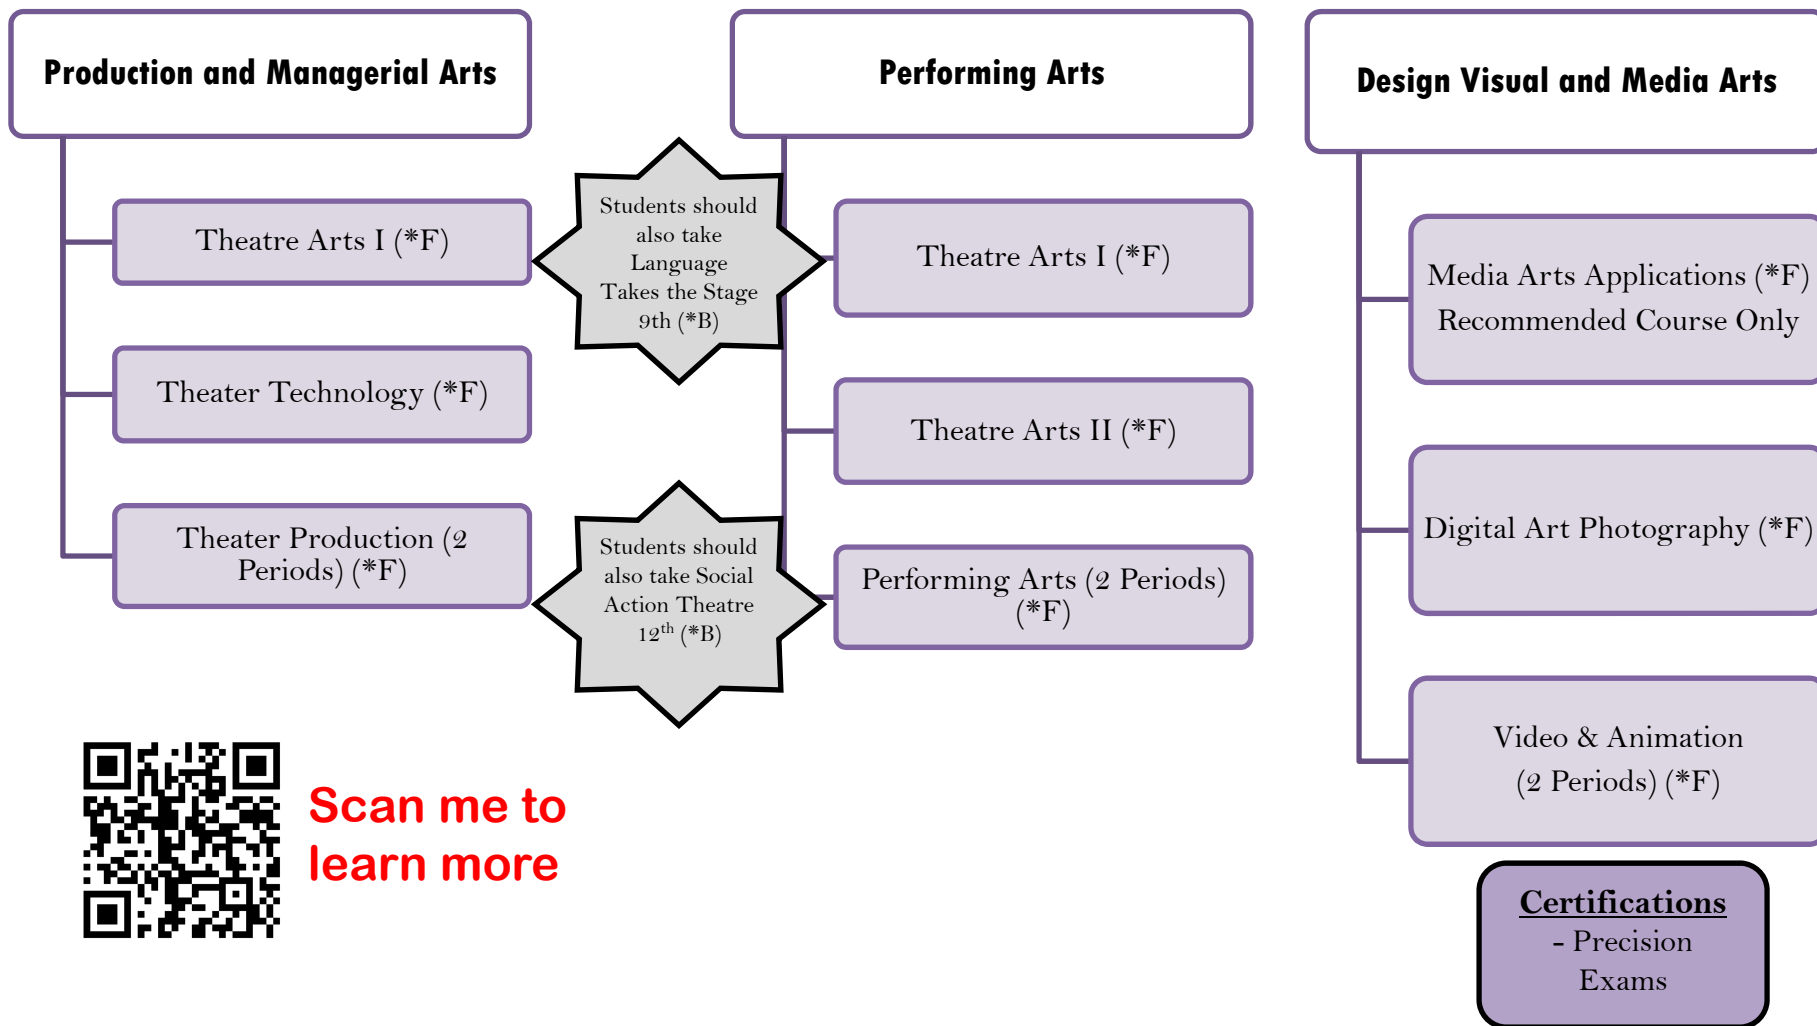 Production and Managerial Arts
Theatre Arts I (*F)
Theater Technology (*F)
Theater Production (2
Periods) (*F)
Students should
also take
Language
Takes the Stage
9th (*B)
Students should
also take Social
Action Theatre
12th (*B)
Performing Arts
Theatre Arts I (*F)
Theatre Arts II (*F)
Performing Arts (2 Periods)
(*F)
Design Visual and Media Arts
Media Arts Applications (*F)
Recommended Course Only
Digital Art Photography (*F)
Video & Animation
(2 Periods) (*F)
Certifications
- Precision
Exams
Scan me to
learn more